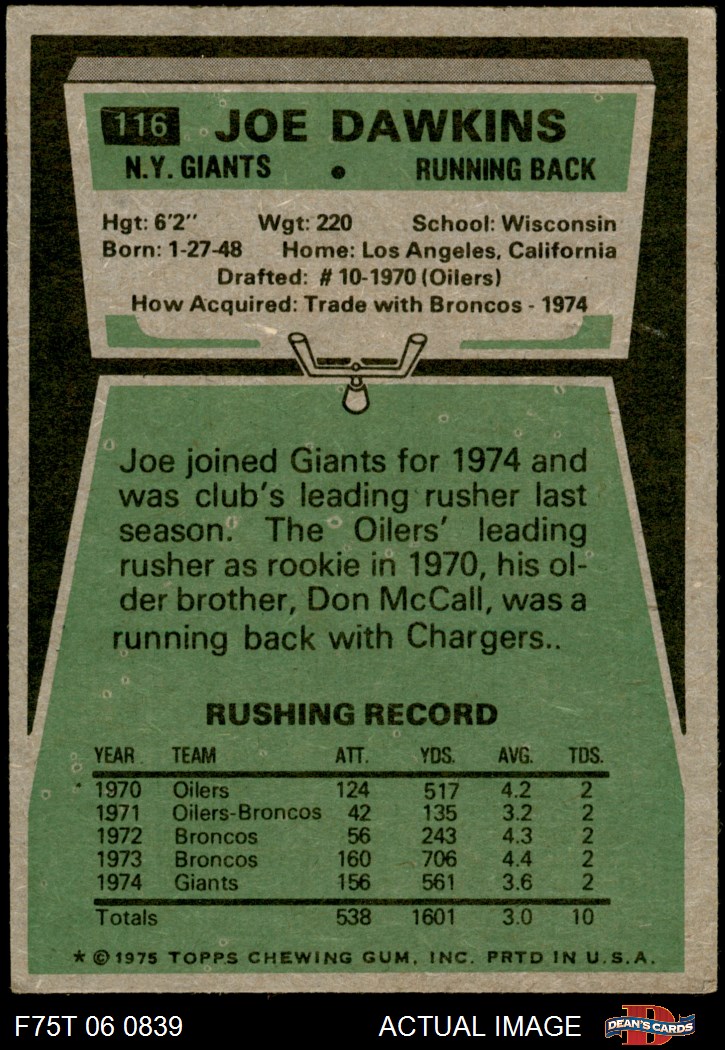 116 JOE DAWKINS
N.Y. GIANTS • RUNNING BACK
Hgt: 6'2" Wgt: 220 School: Wisconsin
Born: 1-27-48 Home: Los Angeles, California
Drafted: # 10-1970 (Oilers)
How Acquired: Trade with Broncos - 1974
Joe joined Giants for 1974 and
was club's leading rusher last
season. The Oilers' leading
rusher as rookie in 1970, his ol-
der brother, Don McCall, was a
running back with Chargers..
RUSHING RECORD
YEAR TEAM ATT. YDS. AVG. TDS.
1970 Oilers 124 517 4.2 2
1971 Oilers-Broncos 42 135 3.2 2
1972 Broncos 56 243 4.3 2
1973 Broncos 160 706 4.4 2
1974 Giants 156 561 3.6 2
Totals 538 1601 3.0 10
* © 1975 TOPPS CHEWING GUM, INC. PRTD IN U.S.A.
F75T 06 0839 ACTUAL IMAGE D DEAN'S CARDS